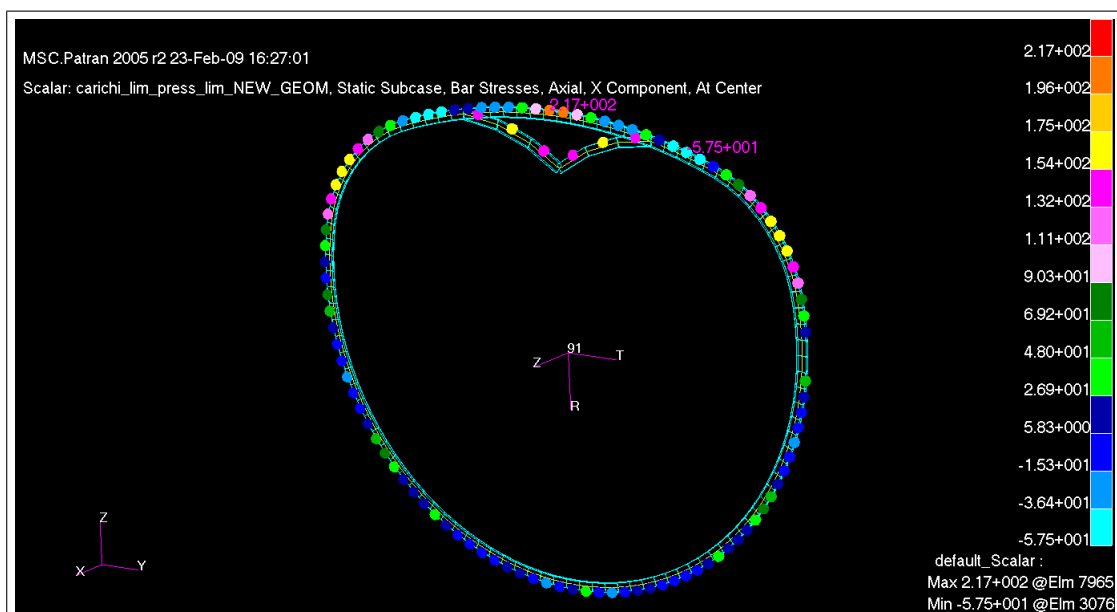 MSC.Patran 2005 r2 23-Feb-09 16:27:01
Scalar: carichi_lim_press_lim_NEW_GEOM, Static Subcase, Bar Stresses, Axial, X Component, At Center
2.17+002
-5.75+001
91
Z
T
R
Z
X
Y
2.17+002
1.96+002
1.75+002
1.54+002
1.32+002
1.11+002
9.03+001
6.92+001
4.80+001
2.69+001
5.83+000
-1.53+001
-3.64+001
-5.75+001
default_Scalar :
Max 2.17+002 @Elm 7965
Min -5.75+001 @Elm 3076